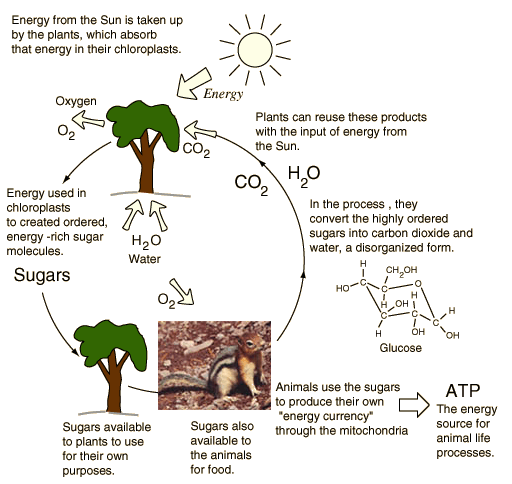 Energy from the Sun is taken up
by the plants, which absorb
that energy in their chloroplasts.
Energy
Oxygen
O2
CO2
Plants can reuse these products
with the input of energy from
the Sun.
CO2
H2O
Energy used in
chloroplasts
to created ordered,
energy -rich sugar
molecules.
H2O
Water
Sugars
In the process , they
convert the highly ordered
sugars into carbon dioxide and
water, a disorganized form.
O2
H
CH2OH
HO
C
C
O
H
H
OH
C
C
C
H
H
OH
OH
Glucose
Sugars available
to plants to use
for their own
purposes.
Sugars also
available to
the animals
for food.
Animals use the sugars
to produce their own
"energy currency"
through the mitochondria
ATP
The energy
source for
animal life
processes.